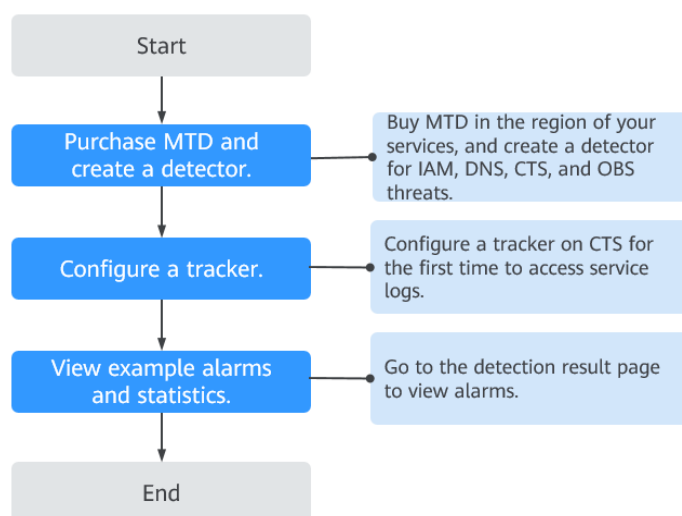 Start
Purchase MTD and
create a detector.
Buy MTD in the region of your
services, and create a detector
for IAM, DNS, CTS, and OBS
threats.
Configure a tracker.
Configure a tracker on CTS for
the first time to access service
logs.
View example alarms
and statistics.
Go to the detection result page
to view alarms.
End